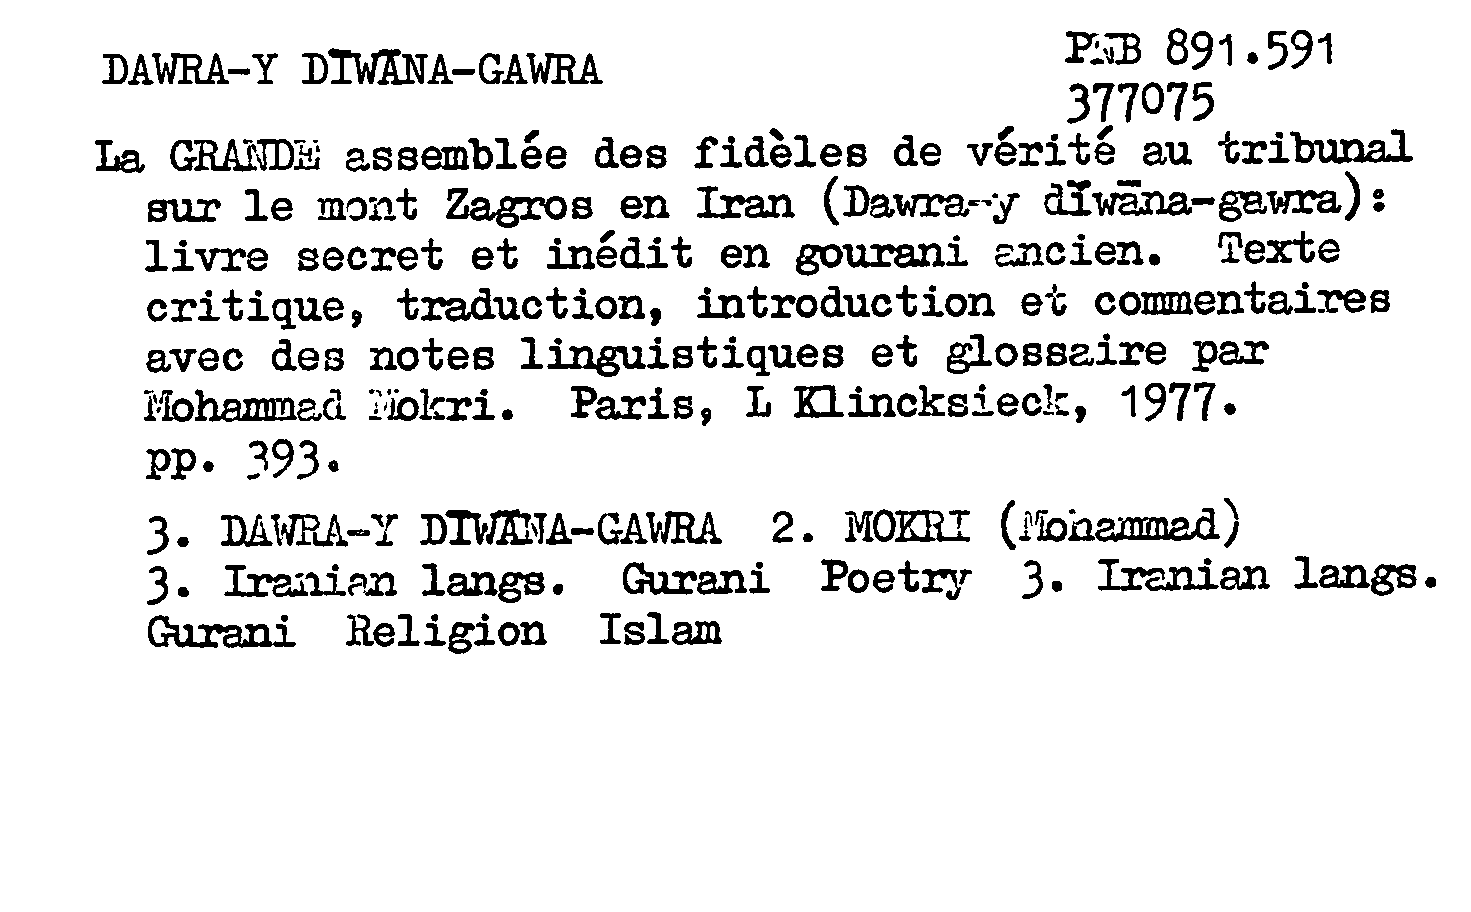 DAWRA-Y DĪWĀNA-GAWRA
PNB 891.591
377075
La GRANDE assemblée des fidèles de vérité au tribunal
sur le mont Zagros en Iran (Dawra-y dīwāna-gawra):
livre secret et inédit en gourani ancien. Texte
critique, traduction, introduction et commentaires
avec des notes linguistiques et glossaire par
Mohammad Mokri. Paris, L Klincksieck, 1977.
pp. 393.
3. DAWRA-Y DĪWĀNA-GAWRA 2. MOKRI (Mohammad)
3. Iranian langs. Gurani Poetry 3. Iranian langs.
Gurani Religion Islam